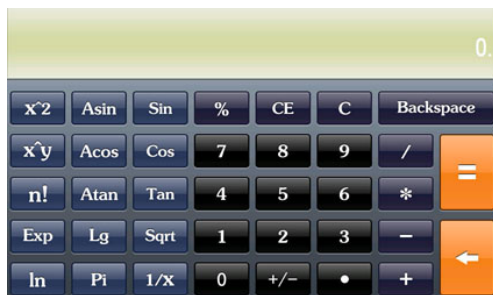 0.
x^2 Asin Sin % CE C Backspace
x^y Acos Cos 7 8 9 / =
n! Atan Tan 4 5 6 *
Exp Lg Sqrt 1 2 3 −
ln Pi 1/X 0 +/− • +